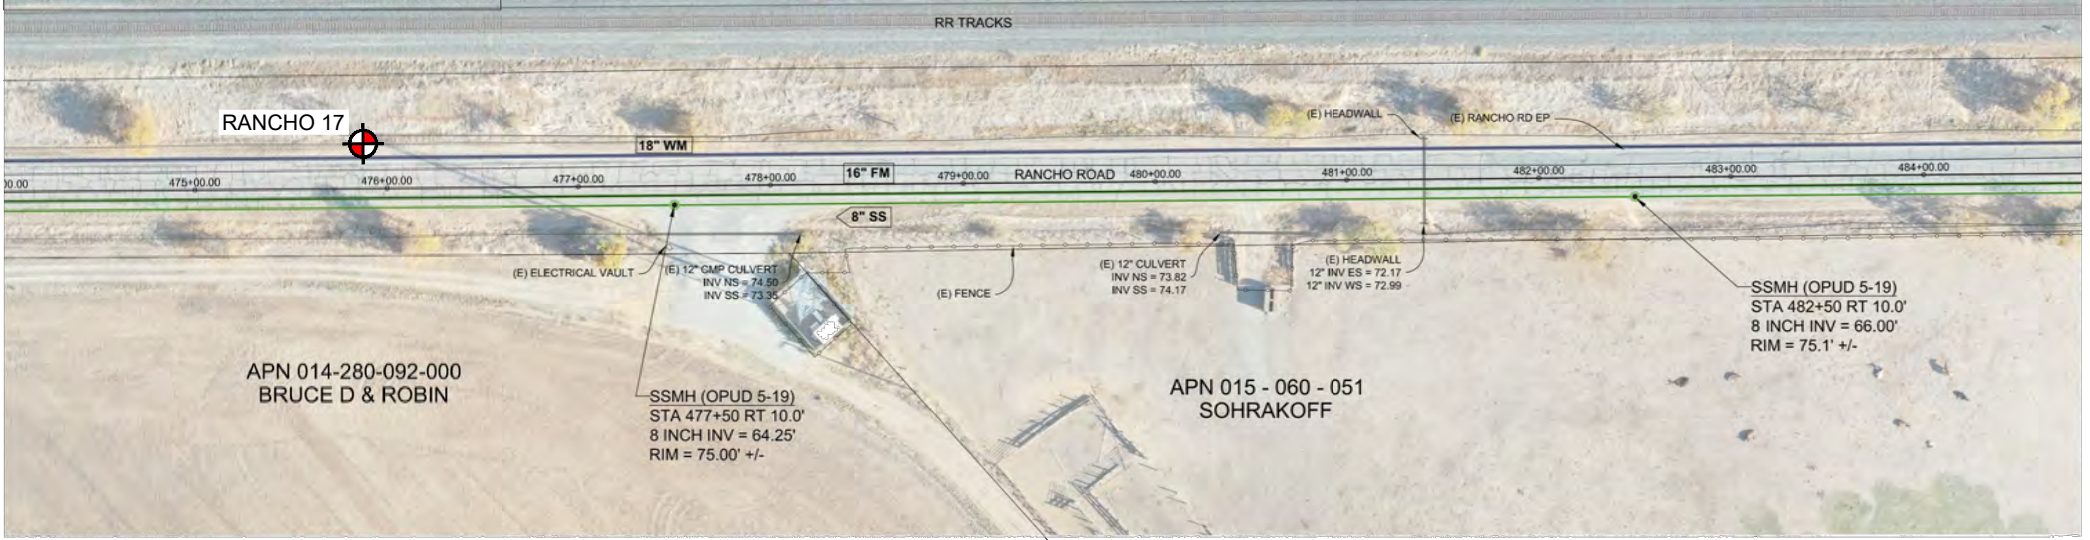 RR TRACKS
RANCHO 17
(E) HEADWALL
(E) RANCHO RD EP
18" WM
16" FM
RANCHO ROAD
00.00
475+00.00
476+00.00
477+00.00
478+00.00
479+00.00
480+00.00
481+00.00
482+00.00
483+00.00
484+00.00
8" SS
(E) ELECTRICAL VAULT
(E) 12" CMP CULVERT
INV NS = 74.50
INV SS = 73.35
(E) FENCE
(E) 12" CULVERT
INV NS = 73.82
INV SS = 74.17
(E) HEADWALL
12" INV ES = 72.17
12" INV WS = 72.99
SSMH (OPUD 5-19)
STA 482+50 RT 10.0'
8 INCH INV = 66.00'
RIM = 75.1' +/-
APN 014-280-092-000
BRUCE D & ROBIN
SSMH (OPUD 5-19)
STA 477+50 RT 10.0'
8 INCH INV = 64.25'
RIM = 75.00' +/-
APN 015 - 060 - 051
SOHRAKOFF